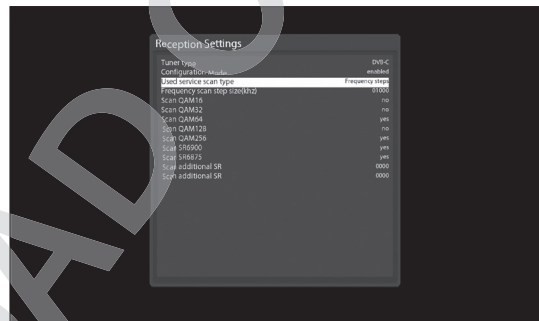 Reception Settings
Tuner type DVB-C
Configuration Mode enabled
Used service scan type Frequency steps
Frequency scan step size(khz) 01000
Scan QAM16 no
Scan QAM32 no
Scan QAM64 yes
Scan QAM128 no
Scan QAM256 yes
Scan SR6900 yes
Scan SR6875 yes
Scan additional SR 0000
Scan additional SR 0000